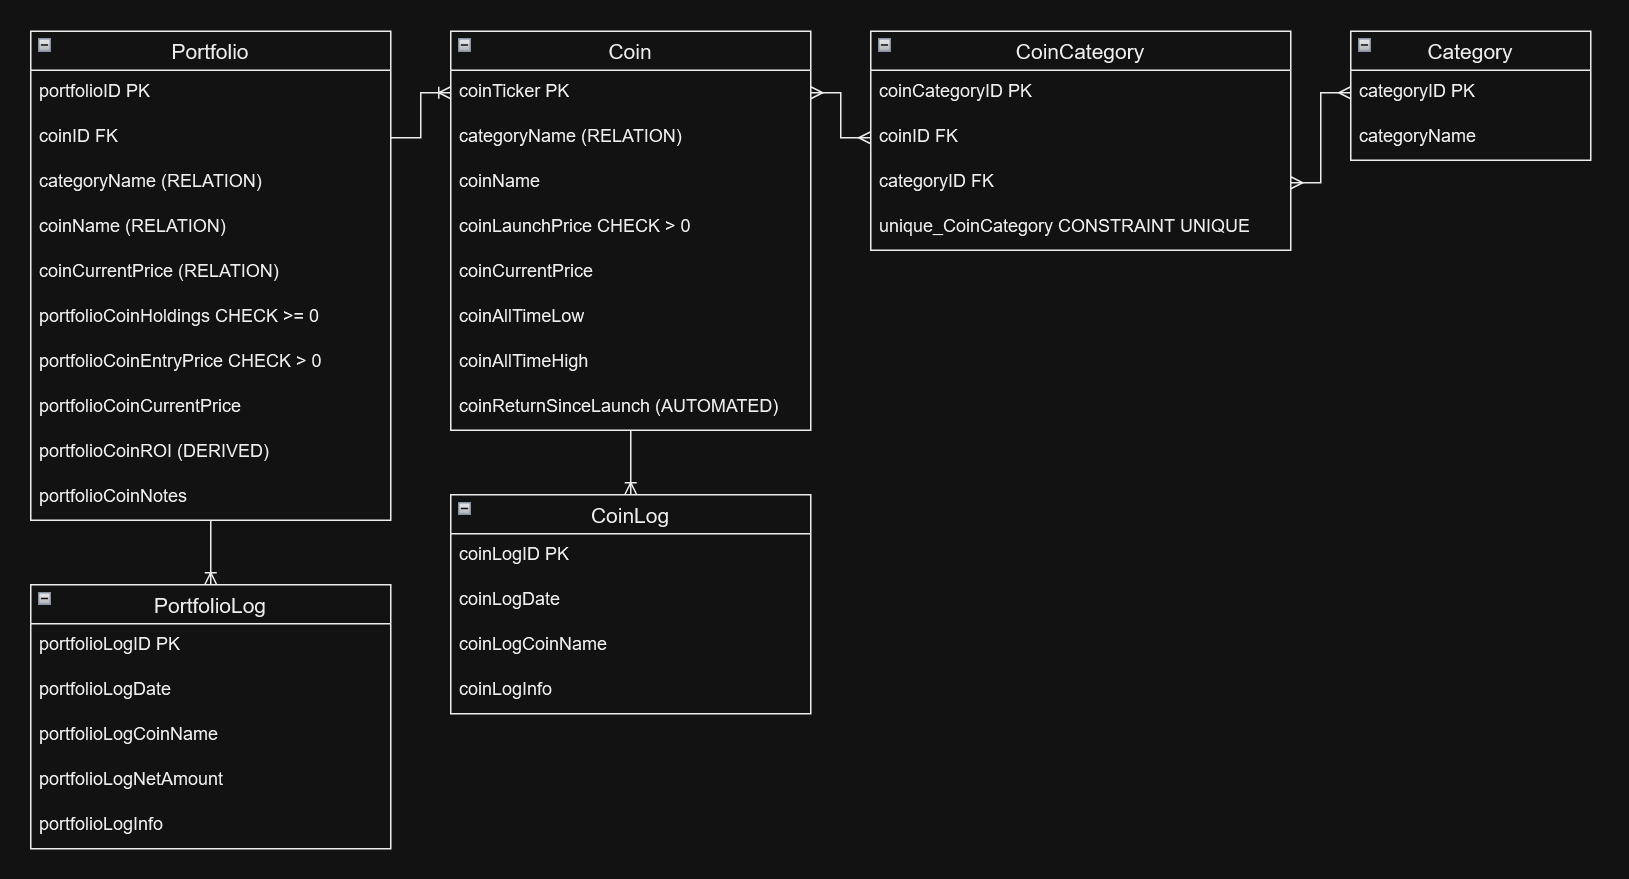 Portfolio
portfolioID PK
coinID FK
categoryName (RELATION)
coinName (RELATION)
coinCurrentPrice (RELATION)
portfolioCoinHoldings CHECK >= 0
portfolioCoinEntryPrice CHECK > 0
portfolioCoinCurrentPrice
portfolioCoinROI (DERIVED)
portfolioCoinNotes
PortfolioLog
portfolioLogID PK
portfolioLogDate
portfolioLogCoinName
portfolioLogNetAmount
portfolioLogInfo
Coin
coinTicker PK
categoryName (RELATION)
coinName
coinLaunchPrice CHECK > 0
coinCurrentPrice
coinAllTimeLow
coinAllTimeHigh
coinReturnSinceLaunch (AUTOMATED)
CoinLog
coinLogID PK
coinLogDate
coinLogCoinName
coinLogInfo
CoinCategory
coinCategoryID PK
coinID FK
categoryID FK
unique_CoinCategory CONSTRAINT UNIQUE
Category
categoryID PK
categoryName